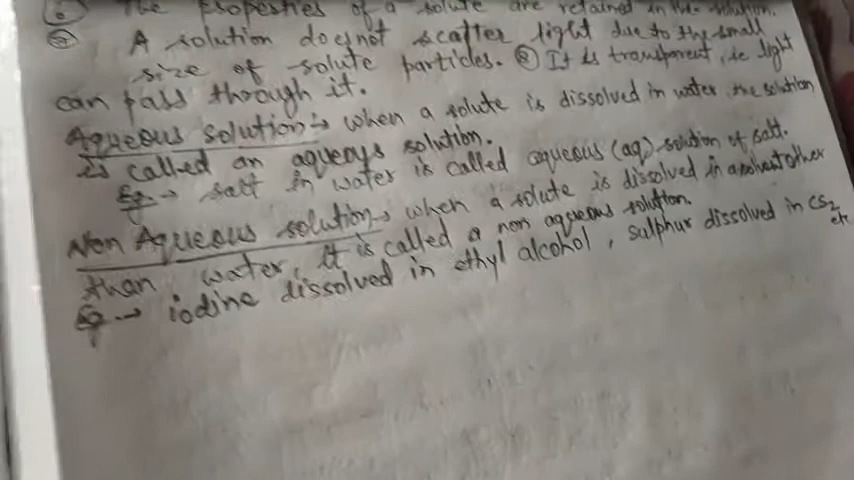 ⑥ The properties of a solute are retained in the solution.
⑦ A solution does not scatter light due to the small
size of solute particles. ⑧ It is transparent, ie light
can pass through it.
Aqueous solution:→ when a solute is dissolved in water the solution
is called an aqueous solution.
Eg.→ salt in water is called aqueous (aq) solution of salt.
Non Aqueous solution→ when a solute is dissolved in a other
than water, it is called a non aqueous solution.
Eg→ iodine dissolved in ethyl alcohol, sulphur dissolved in CS2
etc